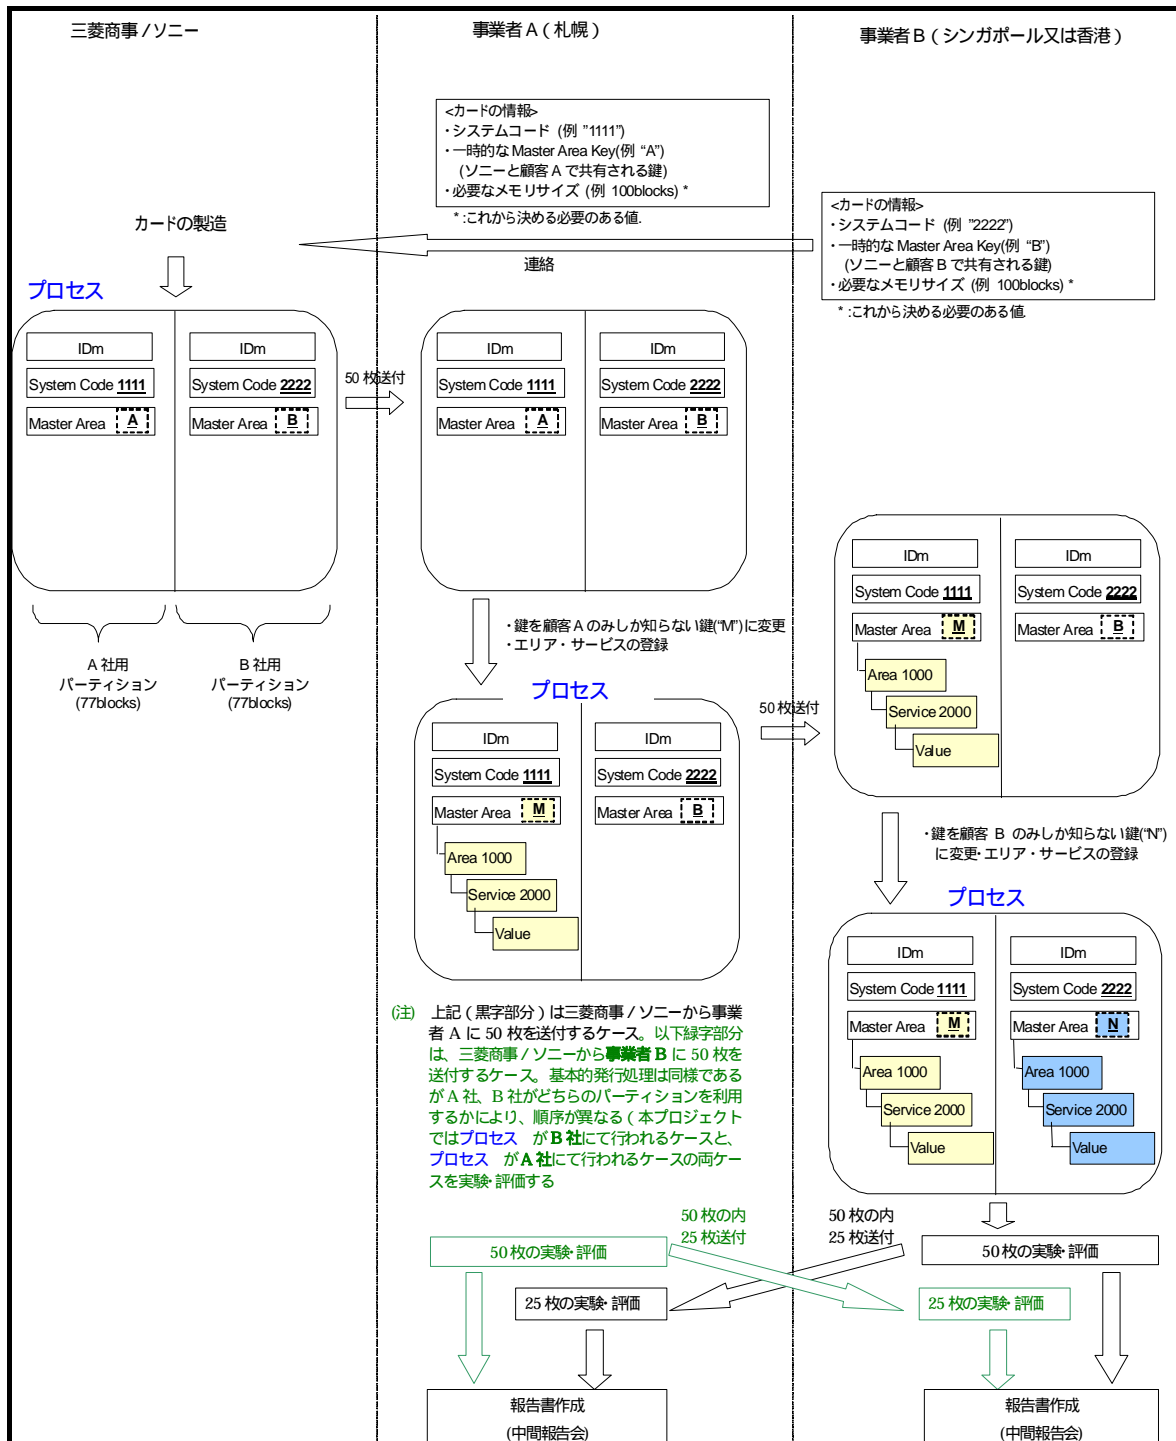 三菱商事/ソニー
事業者A(札幌)
事業者B(シンガポール又は香港)
<カードの情報>
・システムコード (例 "1111")
・一時的な Master Area Key(例 “A”)
(ソニーと顧客 A で共有される鍵)
・必要なメモリサイズ (例 100blocks) *
* :これから決める必要のある値.
<カードの情報>
・システムコード (例 "2222")
・一時的な Master Area Key(例 “B”)
(ソニーと顧客 B で共有される鍵)
・必要なメモリサイズ (例 100blocks) *
* :これから決める必要のある値.
カードの製造
連絡
プロセス
IDm
IDm
System Code 1111
System Code 2222
Master Area A
Master Area B
50 枚送付
IDm
IDm
System Code 1111
System Code 2222
Master Area A
Master Area B
A 社用
パーティション
(77blocks)
B 社用
パーティション
(77blocks)
・鍵を顧客 A のみしか知らない鍵(“M”)に変更
・エリア・サービスの登録
プロセス
IDm
IDm
System Code 1111
System Code 2222
Master Area M
Master Area B
Area 1000
Service 2000
Value
50 枚送付
IDm
IDm
System Code 1111
System Code 2222
Master Area M
Master Area B
Area 1000
Service 2000
Value
・鍵を顧客 B のみしか知らない鍵(“N”)
に変更・エリア・サービスの登録
プロセス
IDm
IDm
System Code 1111
System Code 2222
Master Area M
Master Area N
Area 1000
Area 1000
Service 2000
Service 2000
Value
Value
(注) 上記(黒字部分)は三菱商事/ソニーから事業
者 A に 50 枚を送付するケース。以下緑字部分
は、三菱商事/ソニーから事業者 B に 50 枚を
送付するケース。基本的発行処理は同様である
が A 社、B 社がどちらのパーティションを利用
するかにより、順序が異なる(本プロジェクト
ではプロセス が B 社にて行われるケースと、
プロセス が A 社にて行われるケースの両ケー
スを実験・評価する
50 枚の内
25 枚送付
50 枚の内
25 枚送付
50 枚の実験・評価
50 枚の実験・評価
25 枚の実験・評価
25 枚の実験・評価
報告書作成
(中間報告会)
報告書作成
(中間報告会)